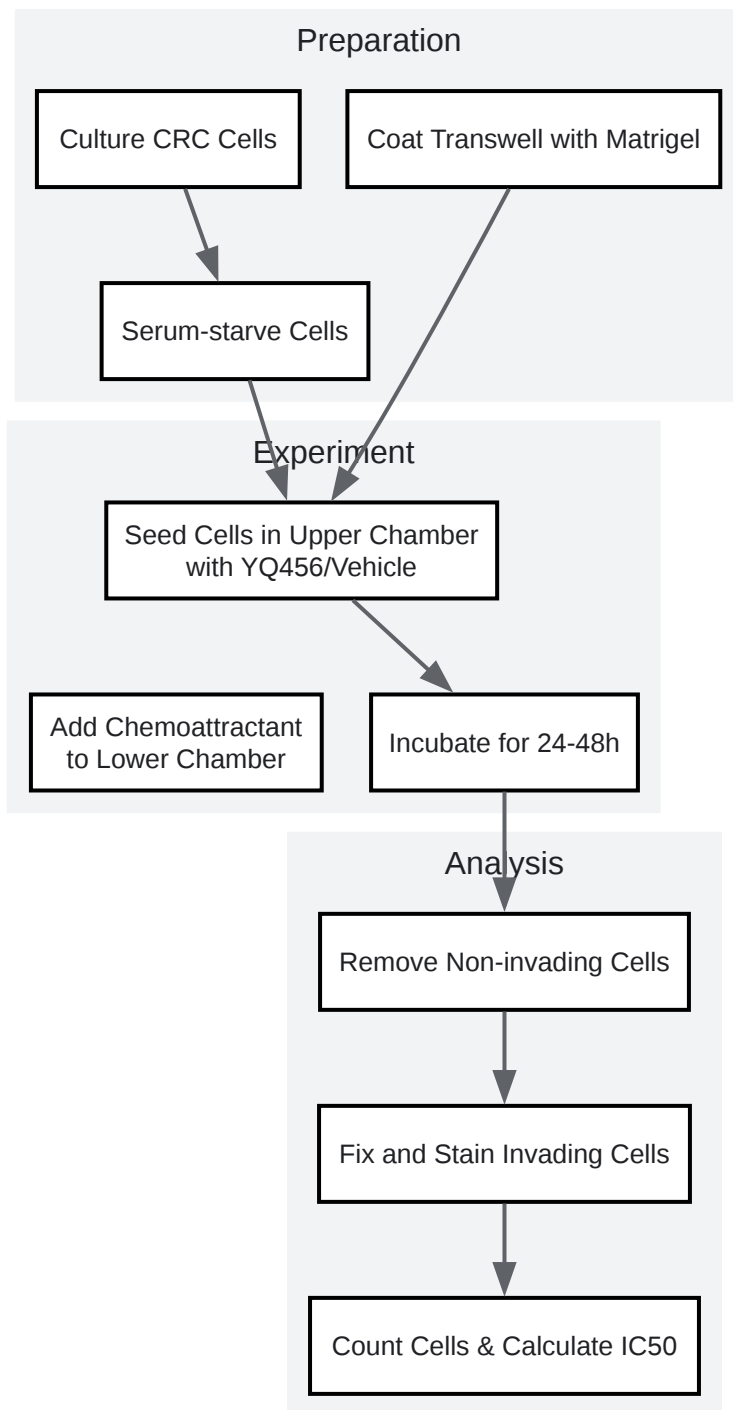 Preparation
Culture CRC Cells
Coat Transwell with Matrigel
Serum-starve Cells
Experiment
Seed Cells in Upper Chamber
with YQ456/Vehicle
Add Chemoattractant
to Lower Chamber
Incubate for 24-48h
Analysis
Remove Non-invading Cells
Fix and Stain Invading Cells
Count Cells & Calculate IC50